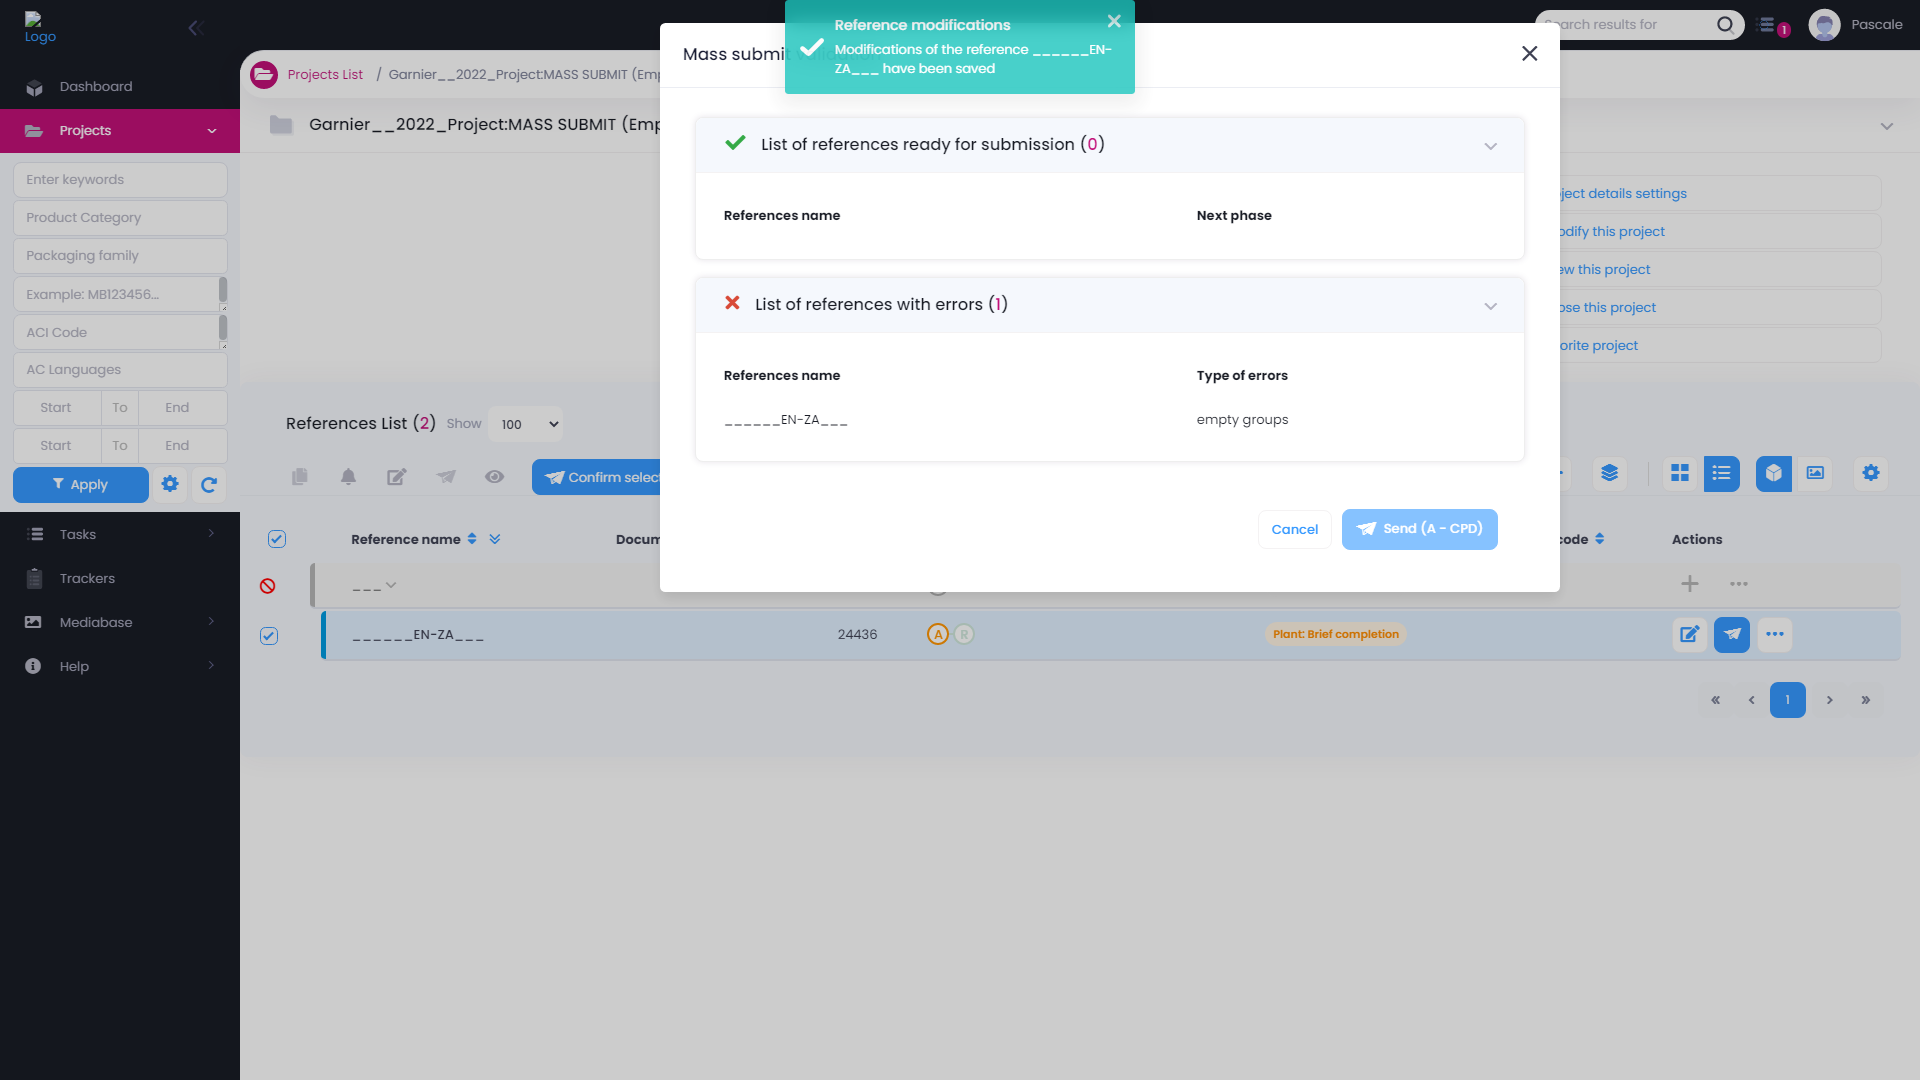 Logo
Dashboard
Projects
Enter keywords
Product Category
Packaging family
Example: MB123456...
ACI Code
AC Languages
Start To End
Start To End
Apply
Tasks
Trackers
Mediabase
Help
Search results for
1
Pascale
Projects List / Garnier__2022_Project:MASS SUBMIT (Emp
Garnier__2022_Project:MASS SUBMIT (Emp
ject details settings
odify this project
ew this project
ose this project
orite project
References List (2) Show 100
Confirm select
Reference name
Docum
code
Actions
___
______EN-ZA___
24436
A R
Plant: Brief completion
« ‹ 1 › »
Mass submit
Reference modifications
Modifications of the reference ______EN-
ZA___ have been saved
List of references ready for submission (0)
References name Next phase
List of references with errors (1)
References name Type of errors
______EN-ZA___ empty groups
Cancel
Send (A - CPD)